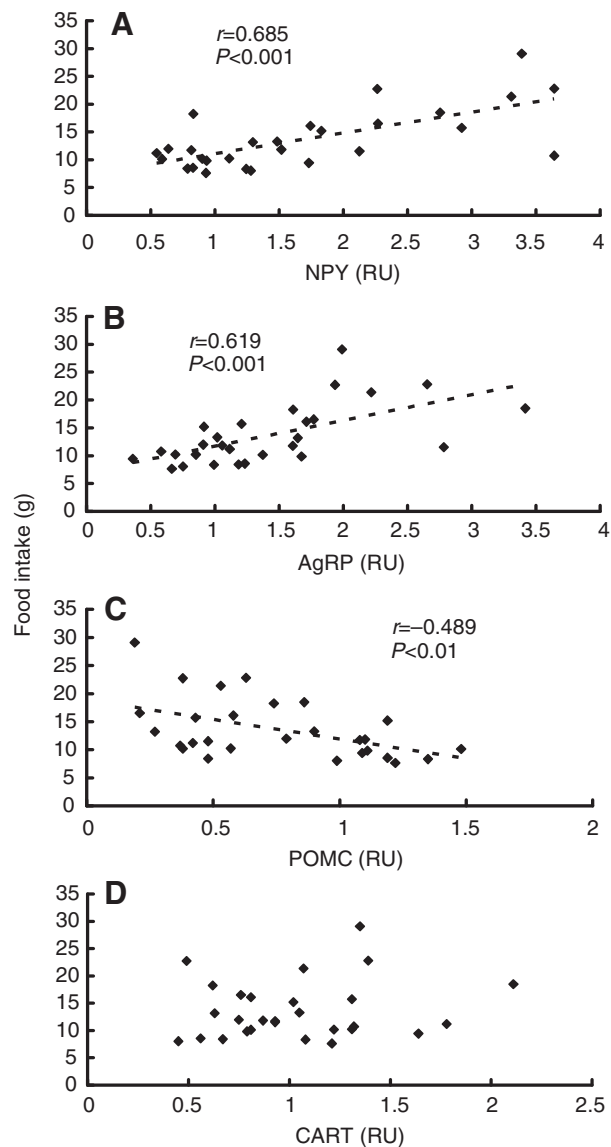 A
r=0.685
P<0.001
35
30
25
20
15
10
5
0
0 0.5 1 1.5 2 2.5 3 3.5 4
NPY (RU)
B
r=0.619
P<0.001
35
30
25
20
15
10
5
0
0 0.5 1 1.5 2 2.5 3 3.5 4
AgRP (RU)
Food intake (g)
C
r=–0.489
P<0.01
35
30
25
20
15
10
5
0
0 0.5 1 1.5 2
POMC (RU)
D
35
30
25
20
15
10
5
0
0 0.5 1 1.5 2 2.5
CART (RU)